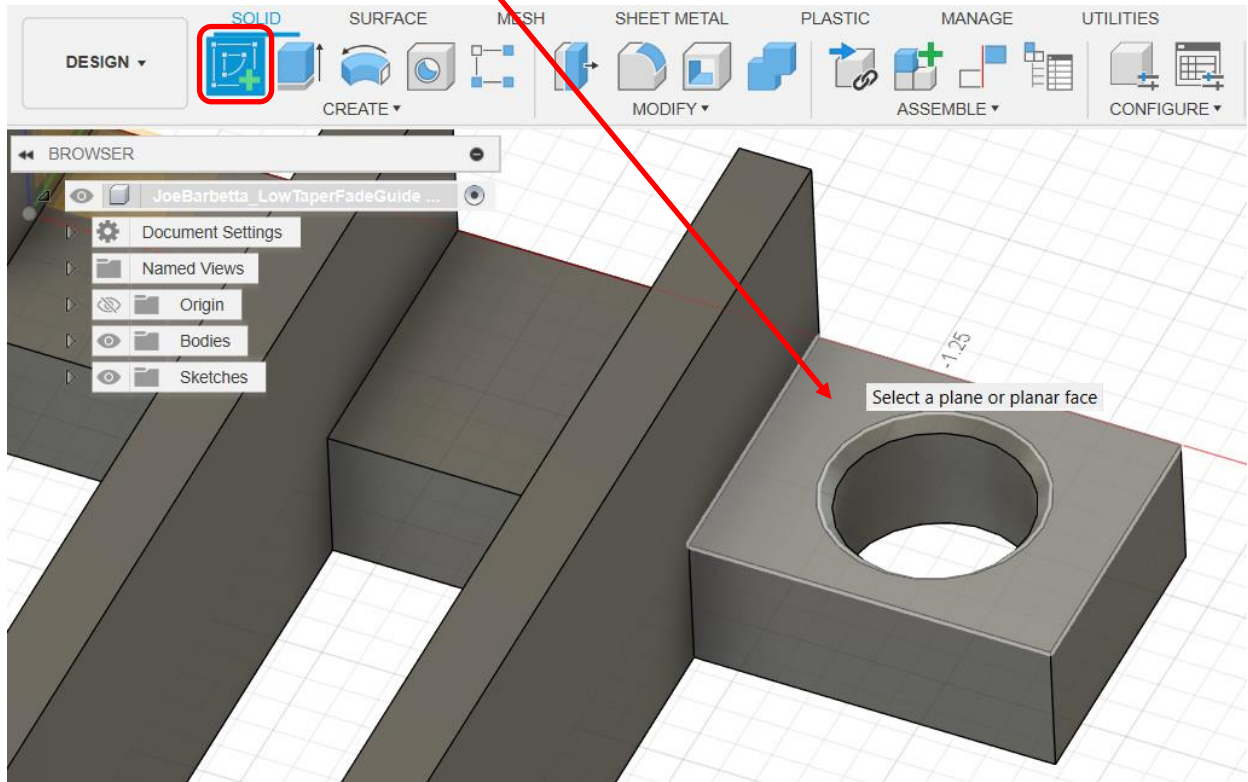 SOLID SURFACE MESH SHEET METAL PLASTIC MANAGE UTILITIES
DESIGN ▾
CREATE ▾ MODIFY ▾ ASSEMBLE ▾ CONFIGURE ▾
BROWSER
JoeBarbetta_LowTaperFadeGuide ...
Document Settings
Named Views
Origin
Bodies
Sketches
-1.25
Select a plane or planar face